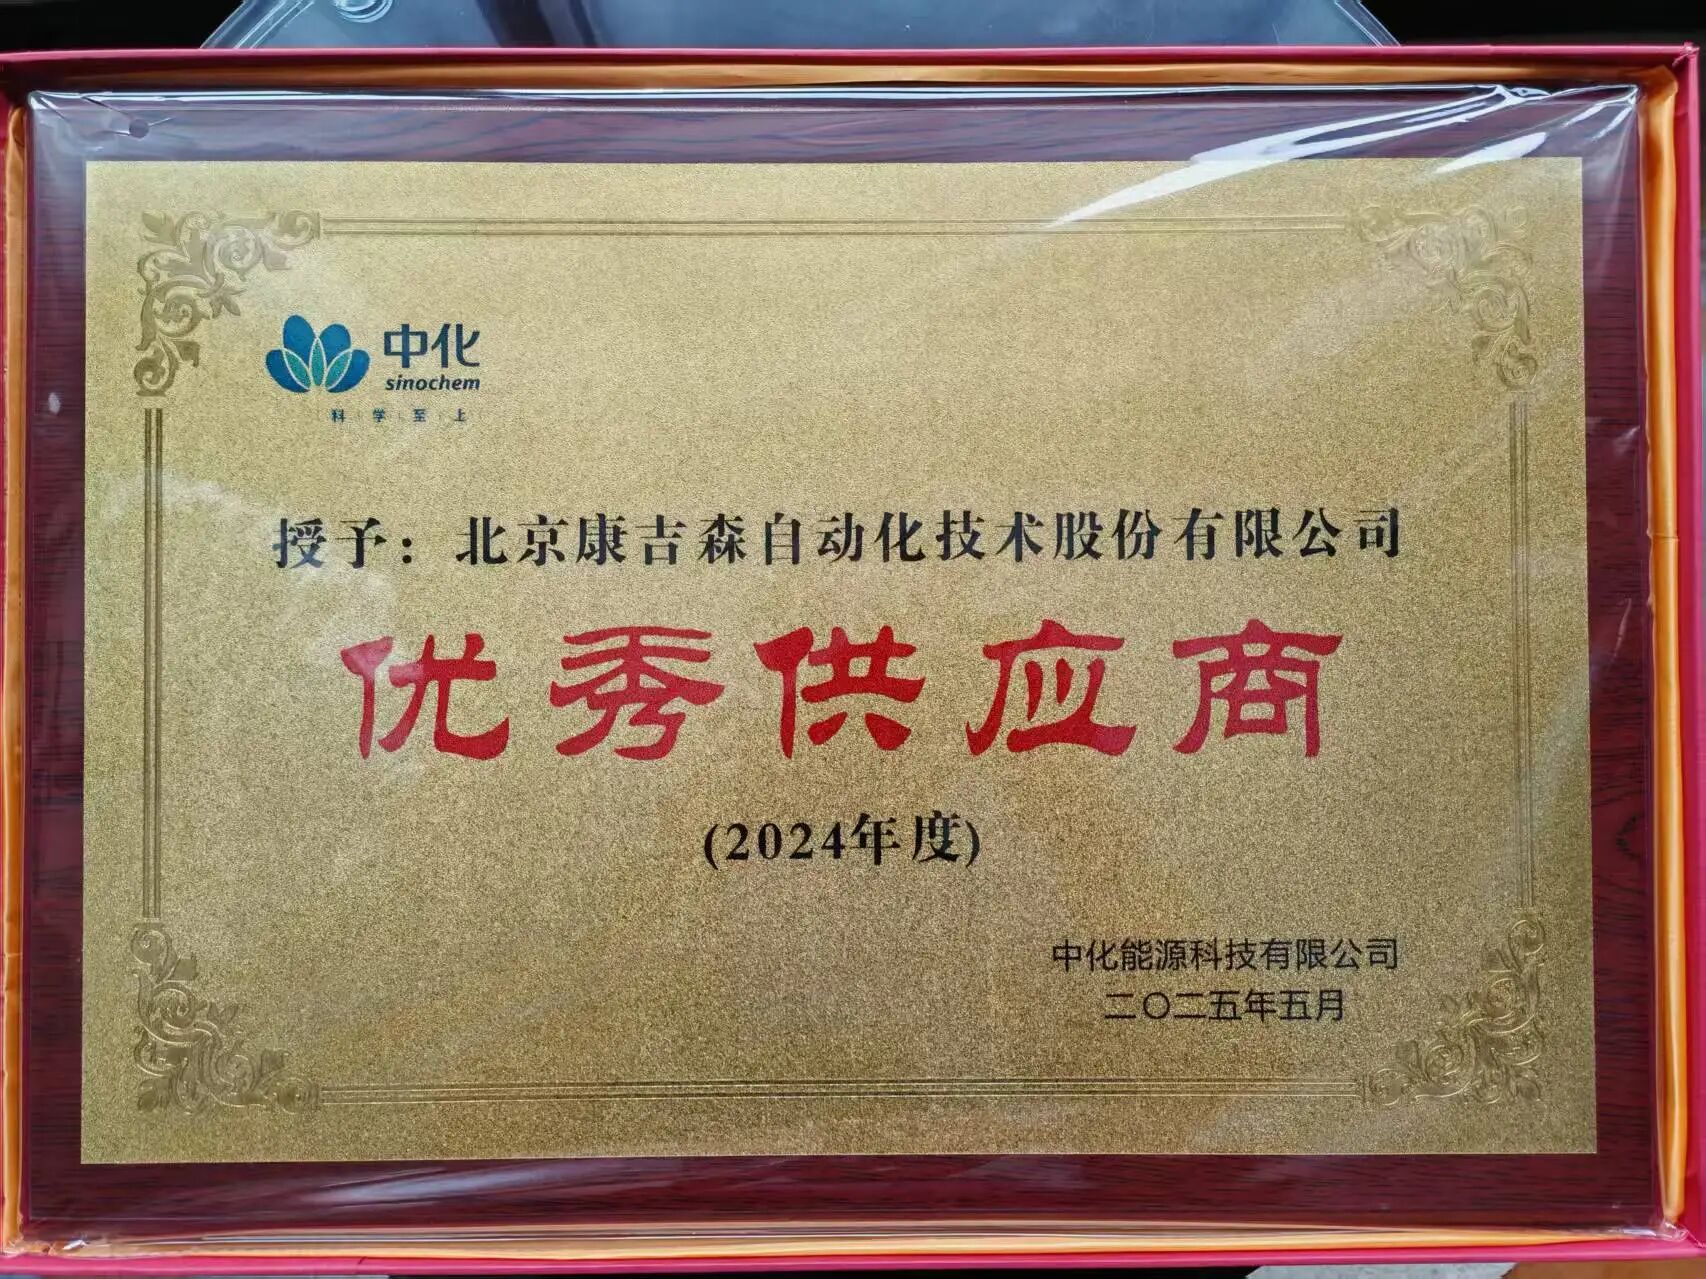 中化
sinochem
科学至上
授予：北京康吉森自动化技术股份有限公司
优秀供应商
(2024年度)
中化能源科技有限公司
二〇二五年五月